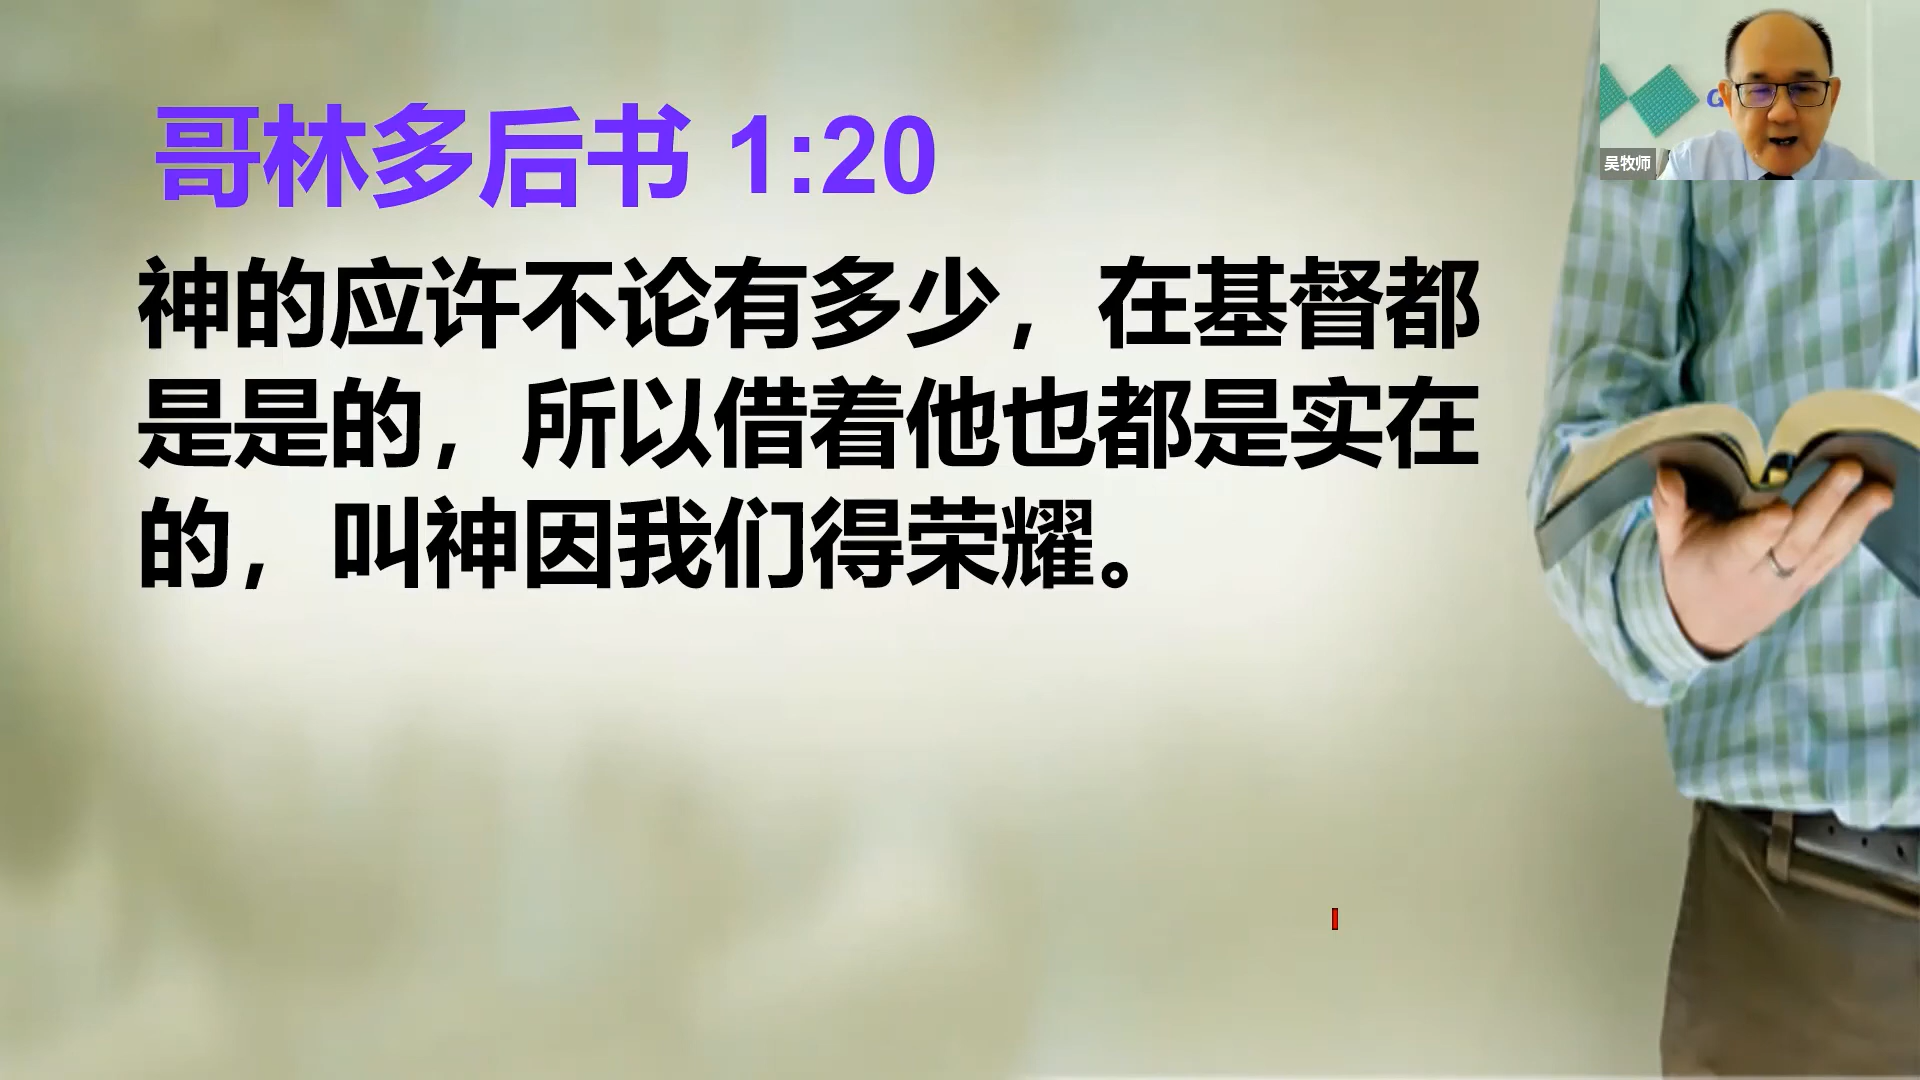 哥林多后书 1:20
神的应许不论有多少，在基督都
是是的，所以借着他也都是实在
的，叫神因我们得荣耀。
吴牧师